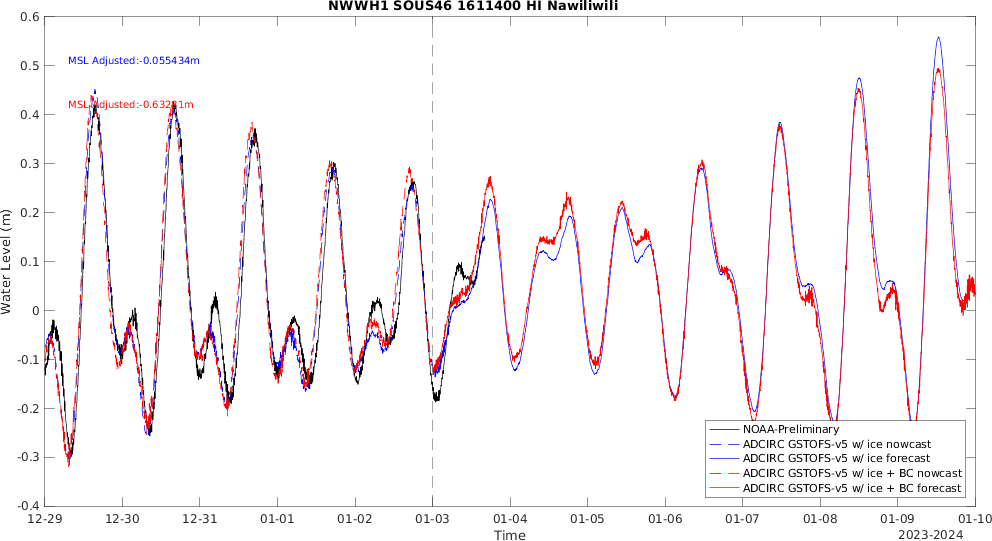 NWWH1 SOUS46 1611400 HI Nawiliwili
0.6
0.5
0.4
0.3
0.2
0.1
0
-0.1
-0.2
-0.3
-0.4
Water Level (m)
MSL Adjusted:-0.055434m
MSL Adjusted:
NOAA-Preliminary
ADCIRC GSTOFS-v5 w/ ice nowcast
ADCIRC GSTOFS-v5 w/ ice forecast
ADCIRC GSTOFS-v5 w/ ice + BC nowcast
ADCIRC GSTOFS-v5 w/ ice + BC forecast
12-29 12-30 12-31 01-01 01-02 01-03 01-04 01-05 01-06 01-07 01-08 01-09 01-10
Time
2023-2024